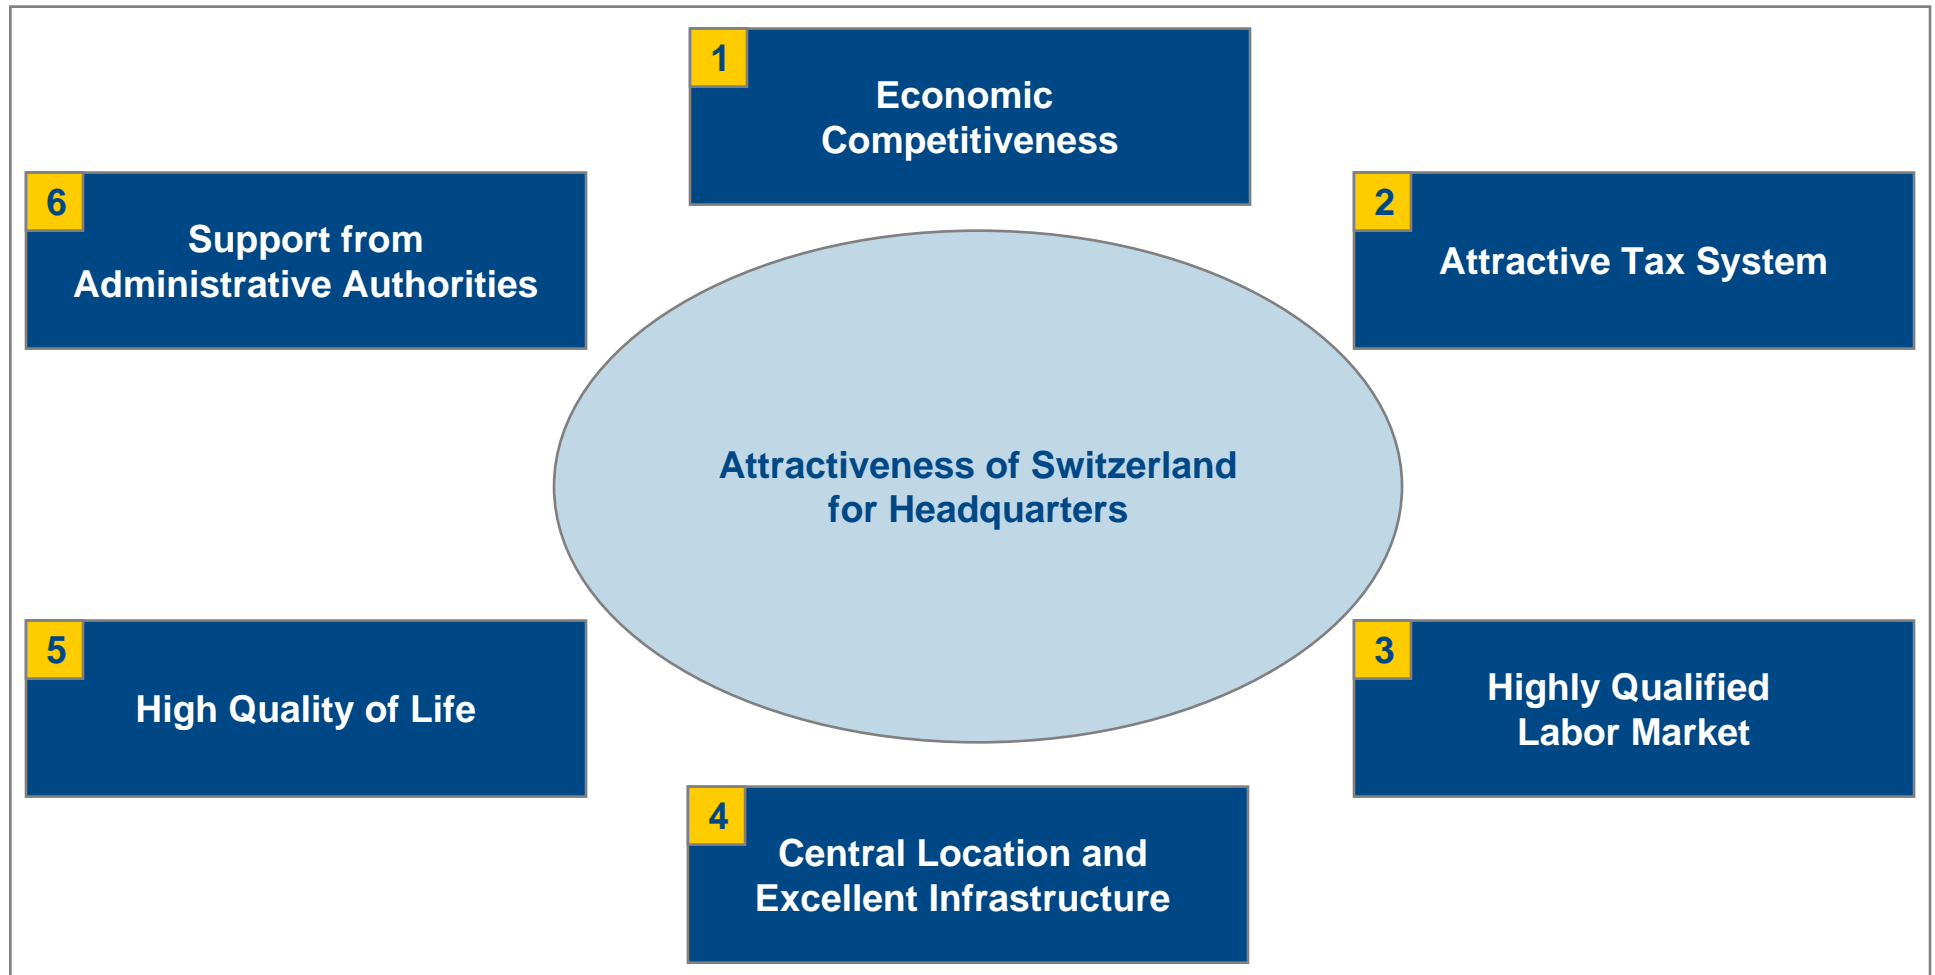 1
Economic
Competitiveness
2
Attractive Tax System
3
Highly Qualified
Labor Market
4
Central Location and
Excellent Infrastructure
5
High Quality of Life
6
Support from
Administrative Authorities
Attractiveness of Switzerland
for Headquarters